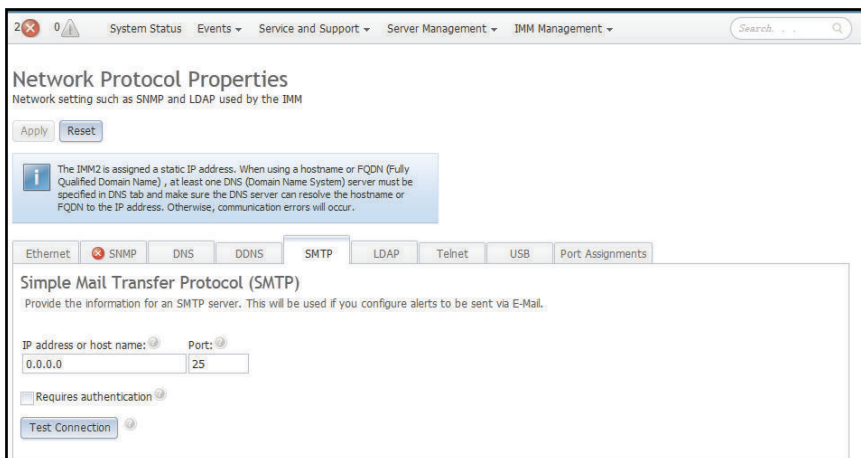 2 0 System Status Events Service and Support Server Management IMM Management Search. . .
Network Protocol Properties
Network setting such as SNMP and LDAP used by the IMM
Apply Reset
i The IMM2 is assigned a static IP address. When using a hostname or FQDN (Fully
Qualified Domain Name) , at least one DNS (Domain Name System) server must be
specified in DNS tab and make sure the DNS server can resolve the hostname or
FQDN to the IP address. Otherwise, communication errors will occur.
Ethernet SNMP DNS DDNS SMTP LDAP Telnet USB Port Assignments
Simple Mail Transfer Protocol (SMTP)
Provide the information for an SMTP server. This will be used if you configure alerts to be sent via E-Mail.
IP address or host name: Port:
0.0.0.0 25
Requires authentication
Test Connection